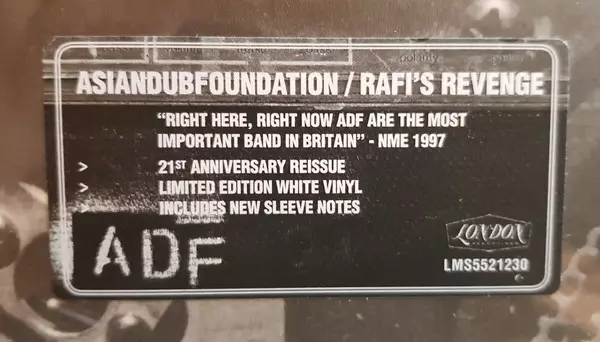 polarity
ASIANDUBFOUNDATION / RAFI'S REVENGE
“RIGHT HERE, RIGHT NOW ADF ARE THE MOST
IMPORTANT BAND IN BRITAIN” - NME 1997
> 21ST ANNIVERSARY REISSUE
> LIMITED EDITION WHITE VINYL
> INCLUDES NEW SLEEVE NOTES
ADF
LONDON
LMS5521230